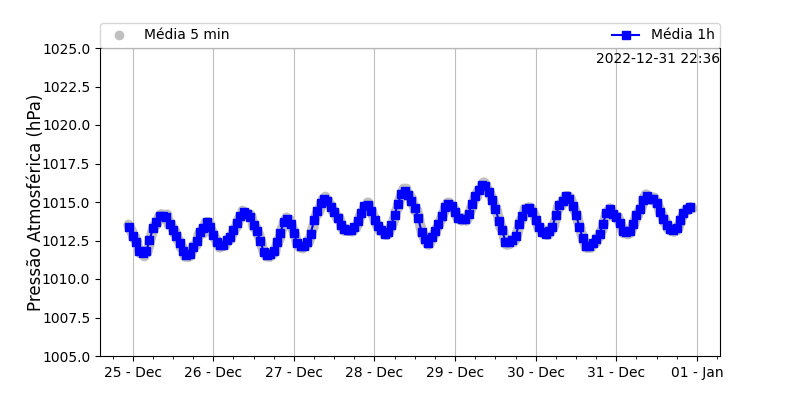 Média 5 min
Média 1h
2022-12-31 22:36
Pressão Atmosférica (hPa)
1025.0
1022.5
1020.0
1017.5
1015.0
1012.5
1010.0
1007.5
1005.0
25 - Dec
26 - Dec
27 - Dec
28 - Dec
29 - Dec
30 - Dec
31 - Dec
01 - Jan